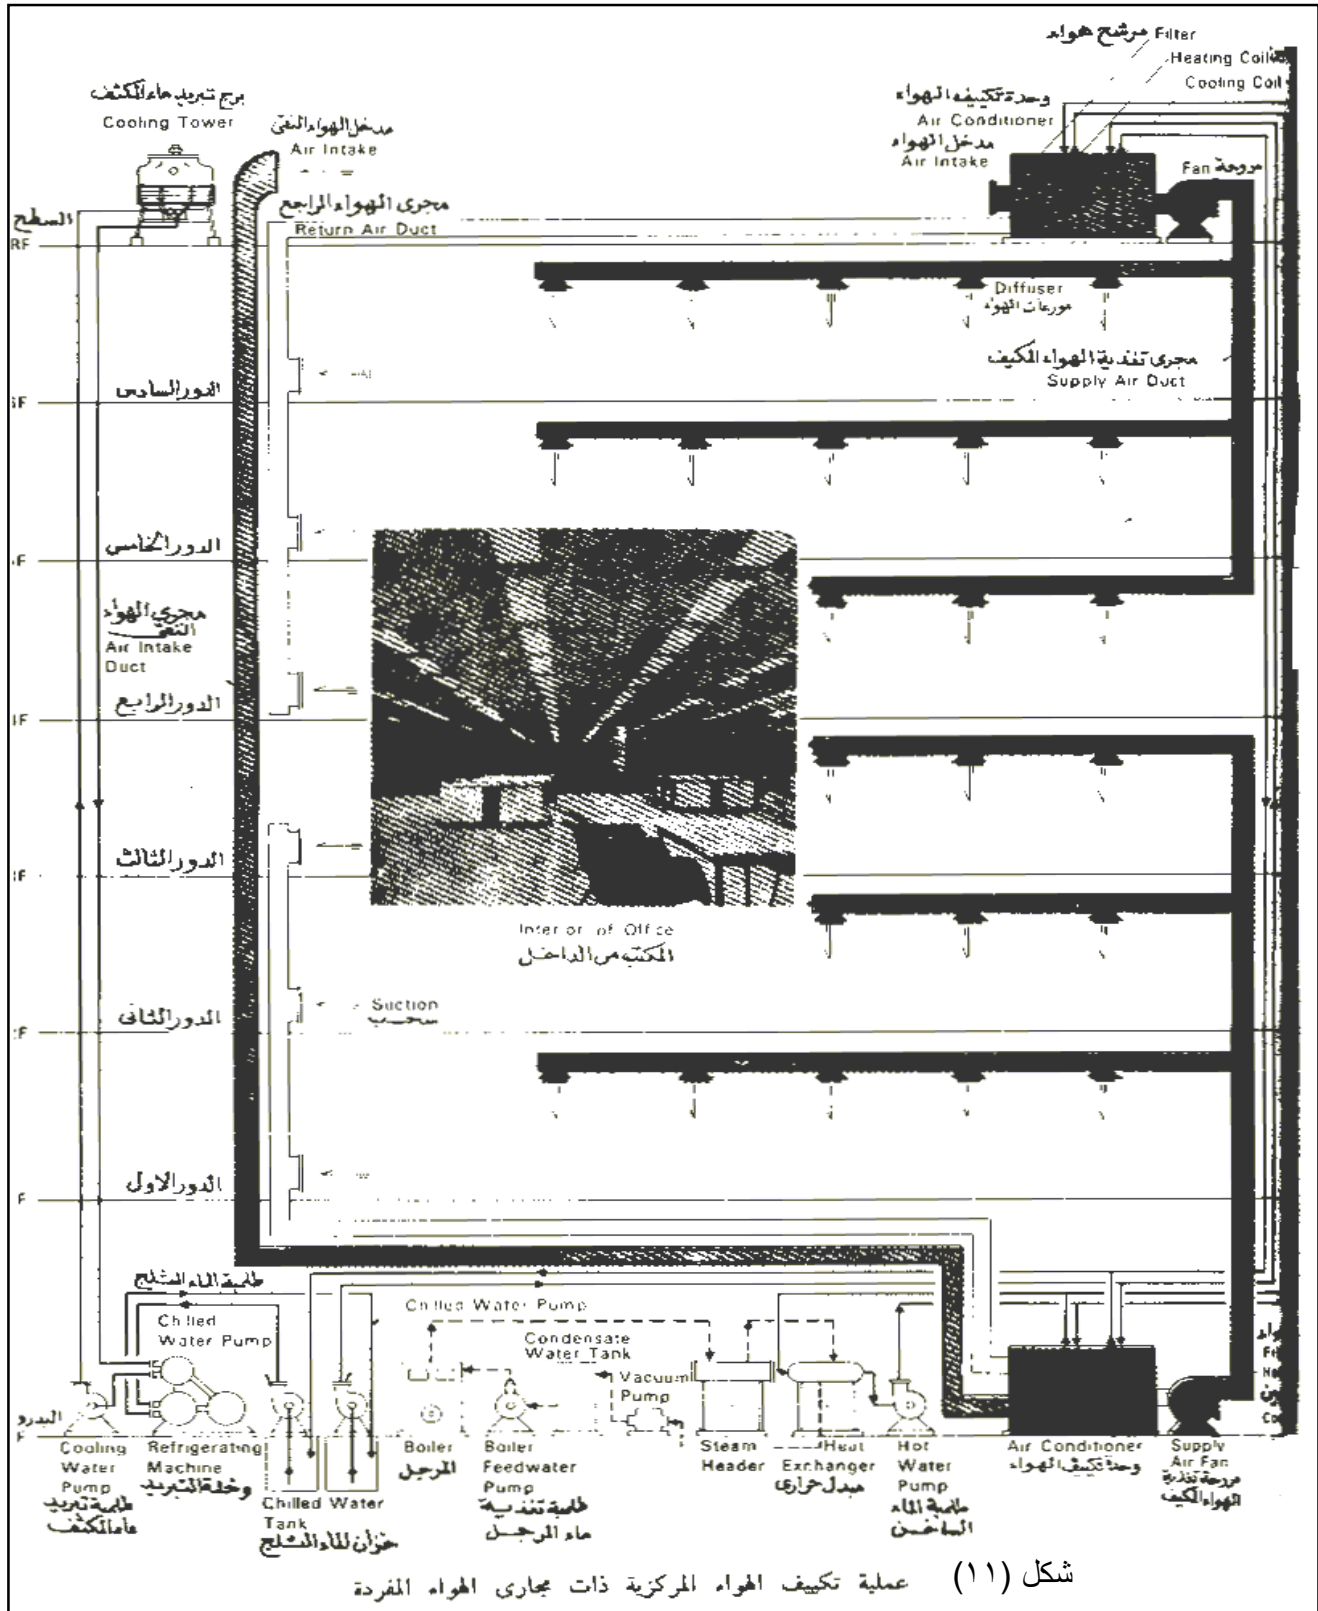 مرشح هواء
Filter
Heating Coil
Cooling Coil
برج تبريد ماء المكثف
Cooling Tower
مدخل الهواء النقى
Air Intake
وحدة تكييف الهواء
Air Conditioner
مدخل الهواء
Air Intake
Fan مروحة
السطح
RF
مجرى الهواء الراجع
Return Air Duct
Diffuser
موزعات الهواء
مجرى تغذية الهواء المكيف
Supply Air Duct
الدور السادس
الدور الخامس
مجرى الهواء
النقى
Air Intake
Duct
الدور الرابع
الدور الثالث
Interior of Office
المكتب من الداخل
الدور الثانى
Suction
سحب
الدور الاول
طلمبة الماء المثلج
Chilled
Water Pump
Chilled Water Pump
Condensate
Water Tank
Vacuum
Pump
البدروم
Cooling
Water
Pump
طلمبة تبريد
ماء المكثف
Refrigerating
Machine
وحدة التبريد
Chilled Water
Tank
خزان الماء المثلج
Boiler
المرجل
Boiler
Feedwater
Pump
طلمبة تغذية
ماء المرجل
Steam
Header
Heat
Exchanger
مبدل حرارى
Hot
Water
Pump
طلمبة الماء
الساخن
Air Conditioner
وحدة تكييف الهواء
Supply
Air Fan
مروحة تغذية
الهواء المكيف
شكل (١١) عملية تكييف الهواء المركزية ذات مجارى الهواء المفردة